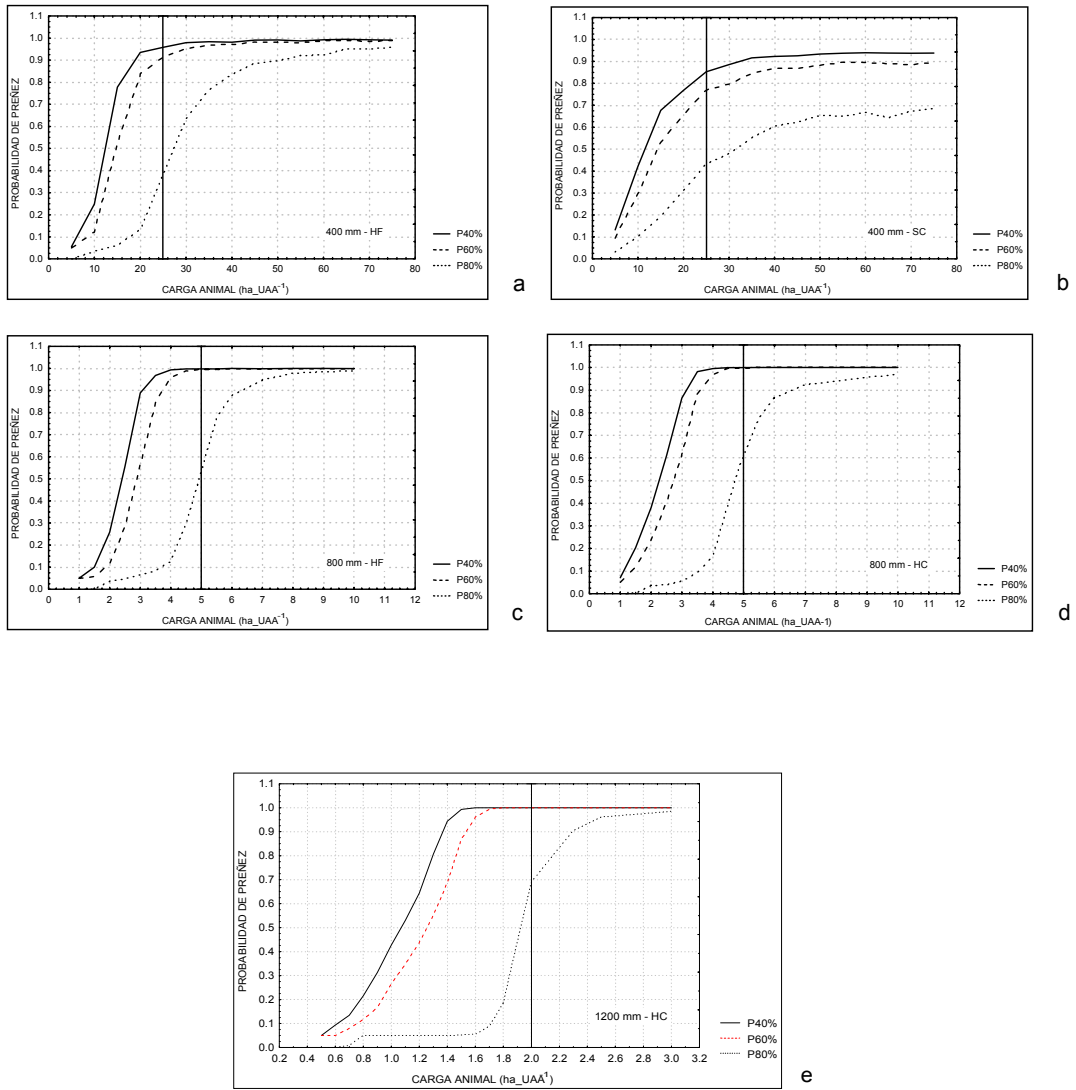 1.1
1.0
0.9
0.8
0.7
0.6
0.5
0.4
0.3
0.2
0.1
0.0
PROBABILIDAD DE PREÑEZ
0 10 20 30 40 50 60 70 80
CARGA ANIMAL (ha_UAA-1)
400 mm - HF
P40%
P60%
P80%
a
1.1
1.0
0.9
0.8
0.7
0.6
0.5
0.4
0.3
0.2
0.1
0.0
PROBABILIDAD DE PREÑEZ
0 10 20 30 40 50 60 70 80
CARGA ANIMAL (ha_UAA-1)
400 mm - SC
P40%
P60%
P80%
b
1.1
1.0
0.9
0.8
0.7
0.6
0.5
0.4
0.3
0.2
0.1
0.0
PROBABILIDAD DE PREÑEZ
0 1 2 3 4 5 6 7 8 9 10 11 12
CARGA ANIMAL (ha_UAA-1)
800 mm - HF
P40%
P60%
P80%
c
1.1
1.0
0.9
0.8
0.7
0.6
0.5
0.4
0.3
0.2
0.1
0.0
PROBABILIDAD DE PREÑEZ
0 1 2 3 4 5 6 7 8 9 10 11 12
CARGA ANIMAL (ha_UAA-1)
800 mm - HC
P40%
P60%
P80%
d
1.1
1.0
0.9
0.8
0.7
0.6
0.5
0.4
0.3
0.2
0.1
0.0
PROBABILIDAD DE PREÑEZ
0.2 0.4 0.6 0.8 1.0 1.2 1.4 1.6 1.8 2.0 2.2 2.4 2.6 2.8 3.0 3.2
CARGA ANIMAL (ha_UAA-1)
1200 mm - HC
P40%
P60%
P80%
e